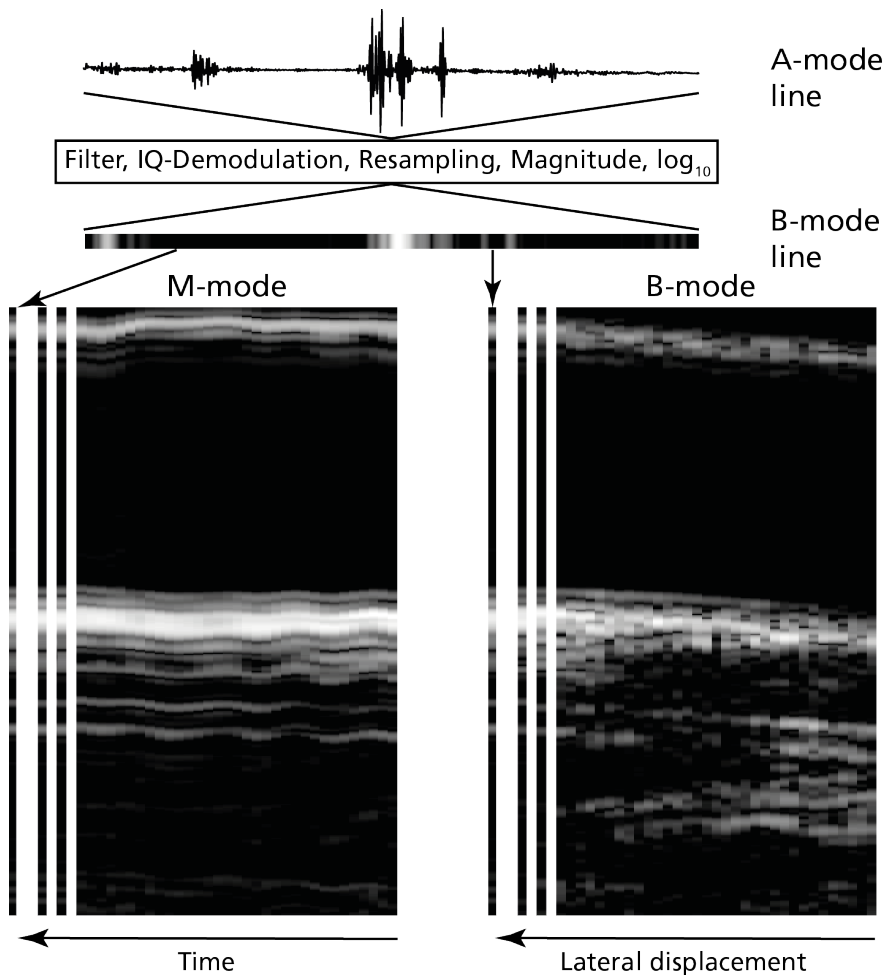 A-mode
line
Filter, IQ-Demodulation, Resampling, Magnitude, log₁₀
B-mode
line
M-mode
B-mode
Time
Lateral displacement